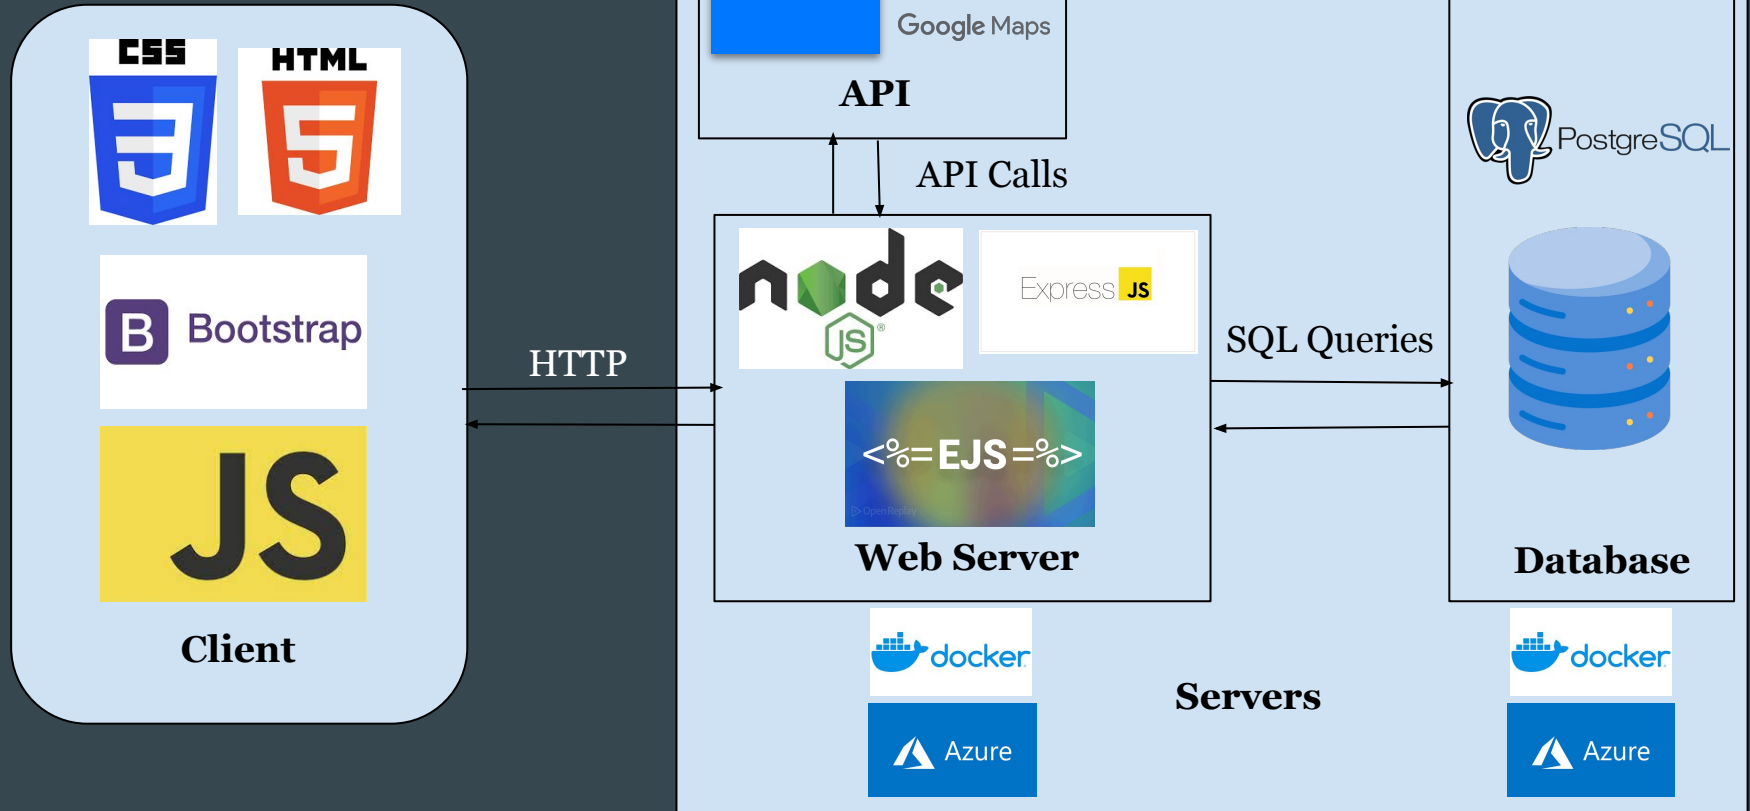 CSS
HTML
B Bootstrap
JS
Client
HTTP
Google Maps
API
API Calls
node
JS®
Express JS
<%= EJS =%>
OpenReplay
Web Server
SQL Queries
PostgreSQL
Database
docker
Azure
Servers
docker
Azure